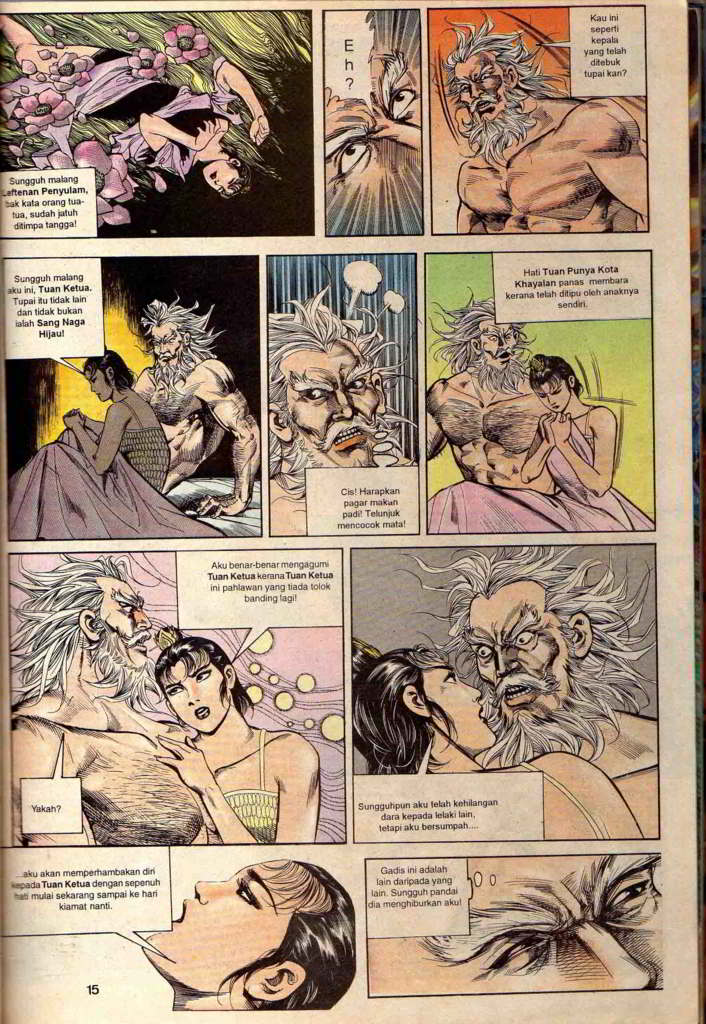 Sungguh malang
Leftenan Penyulam,
bak kata orang tua-
tua, sudah jatuh
ditimpa tangga!
Eh?
Kau ini
seperti
kepala
yang telah
ditebuk
tupai kan?
Sungguh malang
aku ini, Tuan Ketua.
Tupai itu tidak lain
dan tidak bukan
ialah Sang Naga
Hijau!
Cis! Harapkan
pagar makan
padi! Telunjuk
mencocok mata!
Hati Tuan Punya Kota
Khayalan panas membara
kerana telah ditipu oleh anaknya
sendiri.
Aku benar-benar mengagumi
Tuan Ketua kerana Tuan Ketua
ini pahlawan yang tiada tolok
banding lagi!
Yakah?
Sungguhpun aku telah kehilangan
dara kepada lelaki lain,
tetapi aku bersumpah....
...aku akan memperhambakan diri
kepada Tuan Ketua dengan sepenuh
hati mulai sekarang sampai ke hari
kiamat nanti.
Gadis ini adalah
lain daripada yang
lain. Sungguh pandai
dia menghiburkan aku!
15